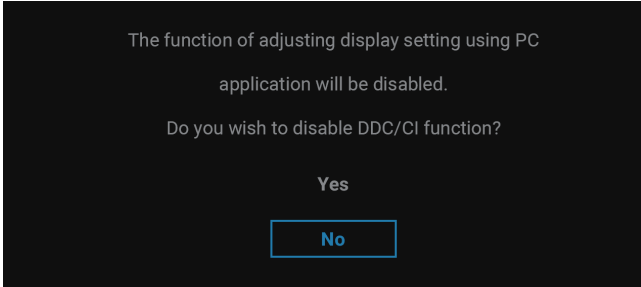 The function of adjusting display setting using PC
application will be disabled.
Do you wish to disable DDC/CI function?
Yes
No